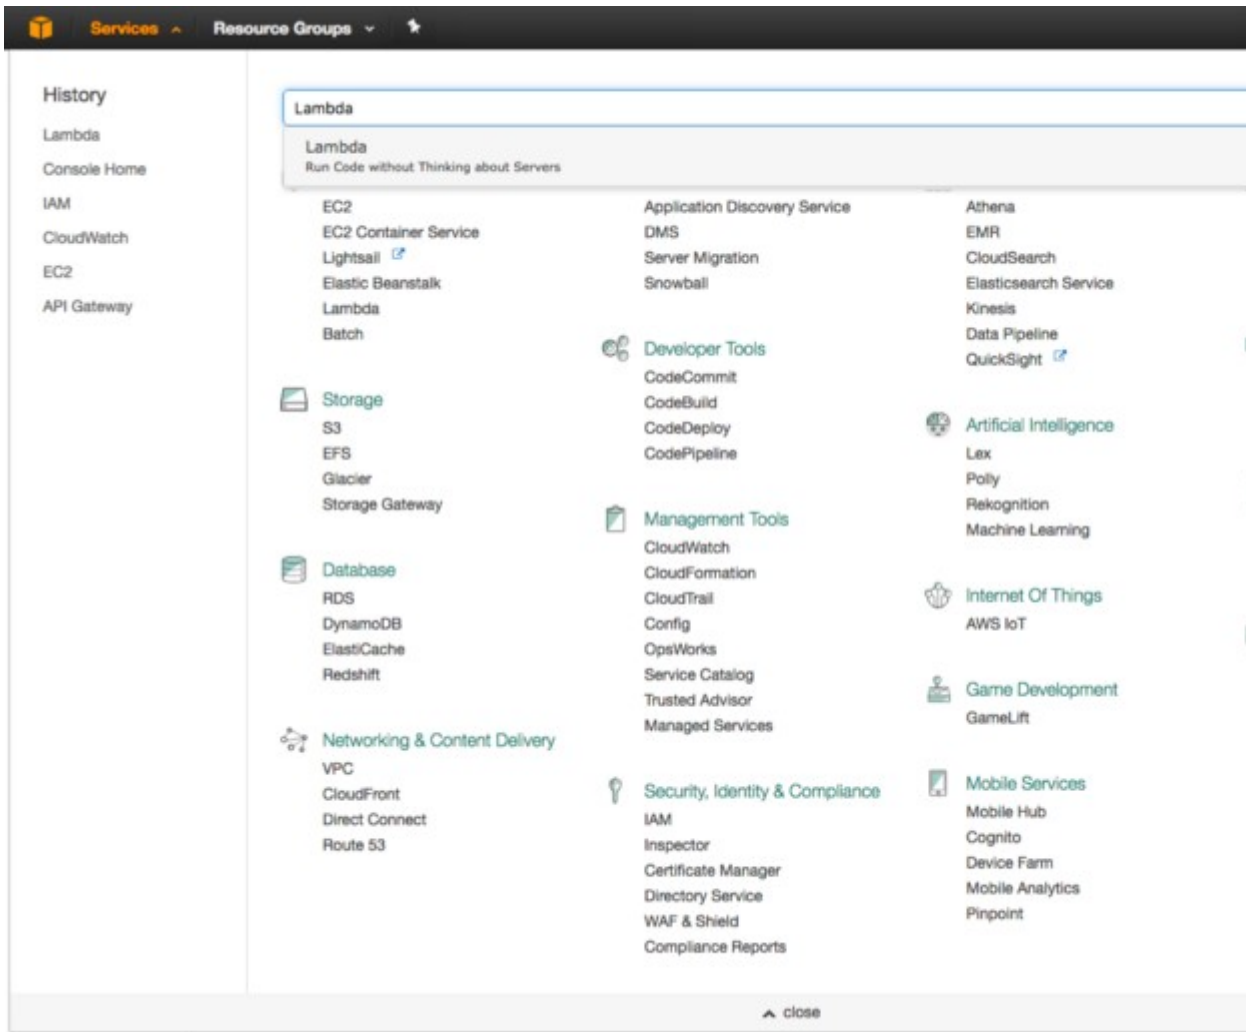 Services
Resource Groups
History
Lambda
Console Home
IAM
CloudWatch
EC2
API Gateway
Lambda
Lambda
Run Code without Thinking about Servers
EC2
EC2 Container Service
Lightsail
Elastic Beanstalk
Lambda
Batch
Storage
S3
EFS
Glacier
Storage Gateway
Database
RDS
DynamoDB
ElastiCache
Redshift
Networking & Content Delivery
VPC
CloudFront
Direct Connect
Route 53
Application Discovery Service
DMS
Server Migration
Snowball
Developer Tools
CodeCommit
CodeBuild
CodeDeploy
CodePipeline
Management Tools
CloudWatch
CloudFormation
CloudTrail
Config
OpsWorks
Service Catalog
Trusted Advisor
Managed Services
Security, Identity & Compliance
IAM
Inspector
Certificate Manager
Directory Service
WAF & Shield
Compliance Reports
Athena
EMR
CloudSearch
Elasticsearch Service
Kinesis
Data Pipeline
QuickSight
Artificial Intelligence
Lex
Polly
Rekognition
Machine Learning
Internet Of Things
AWS IoT
Game Development
GameLift
Mobile Services
Mobile Hub
Cognito
Device Farm
Mobile Analytics
Pinpoint
close